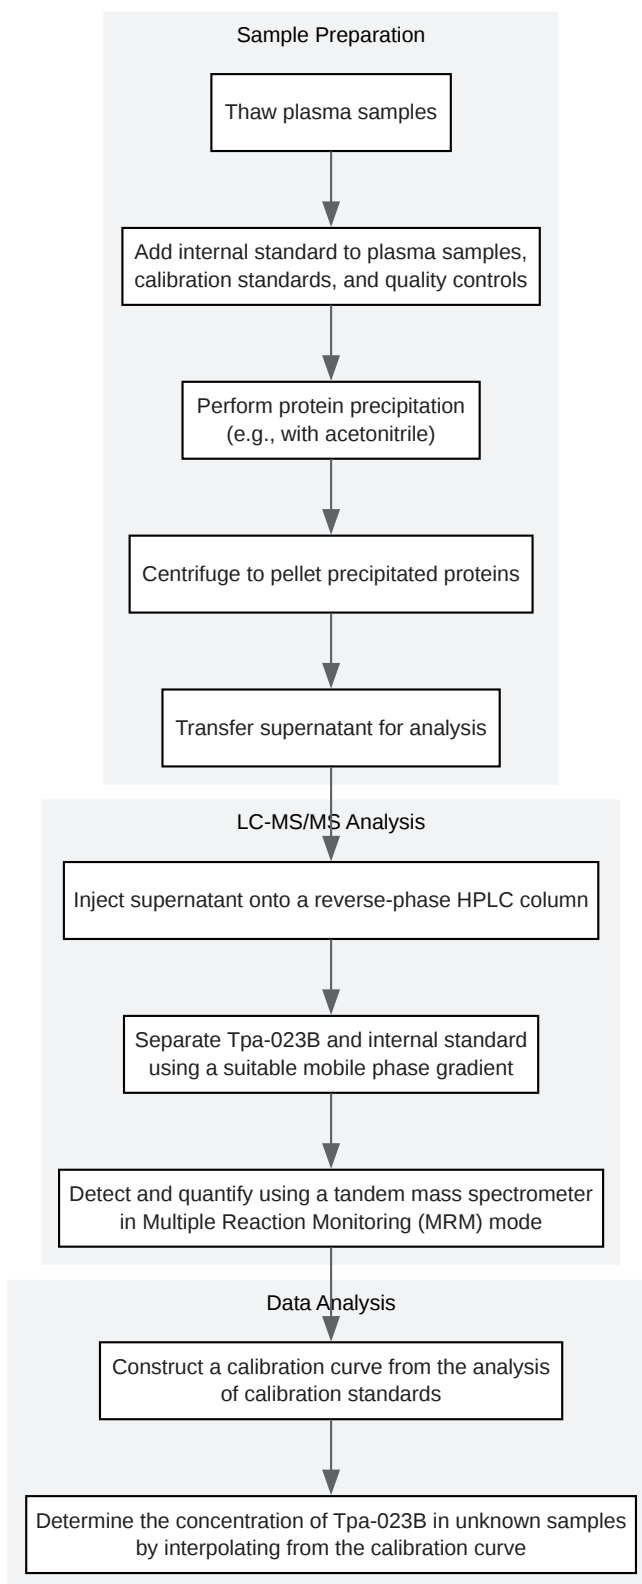 Sample Preparation
Thaw plasma samples
Add internal standard to plasma samples,
calibration standards, and quality controls
Perform protein precipitation
(e.g., with acetonitrile)
Centrifuge to pellet precipitated proteins
Transfer supernatant for analysis
LC-MS/MS Analysis
Inject supernatant onto a reverse-phase HPLC column
Separate Tpa-023B and internal standard
using a suitable mobile phase gradient
Detect and quantify using a tandem mass spectrometer
in Multiple Reaction Monitoring (MRM) mode
Data Analysis
Construct a calibration curve from the analysis
of calibration standards
Determine the concentration of Tpa-023B in unknown samples
by interpolating from the calibration curve